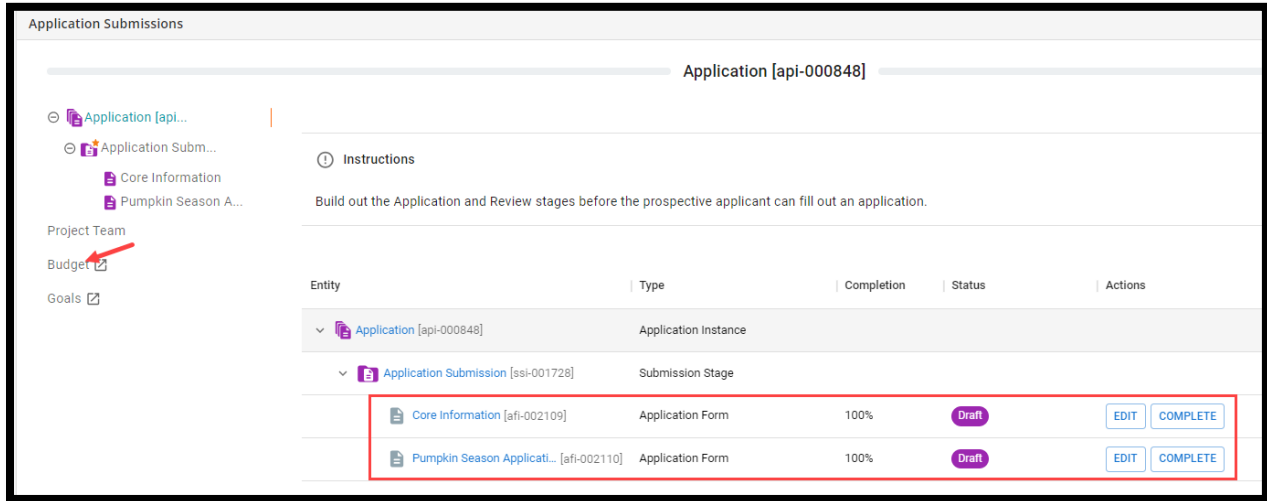 Application Submissions
Application [api-000848]
Application [api...
Application Subm...
Core Information
Pumpkin Season A...
Project Team
Budget
Goals
Instructions
Build out the Application and Review stages before the prospective applicant can fill out an application.
Entity Type Completion Status Actions
Application [api-000848] Application Instance
Application Submission [ssi-001728] Submission Stage
Core Information [afi-002109] Application Form 100% Draft EDIT COMPLETE
Pumpkin Season Applicati... [afi-002110] Application Form 100% Draft EDIT COMPLETE